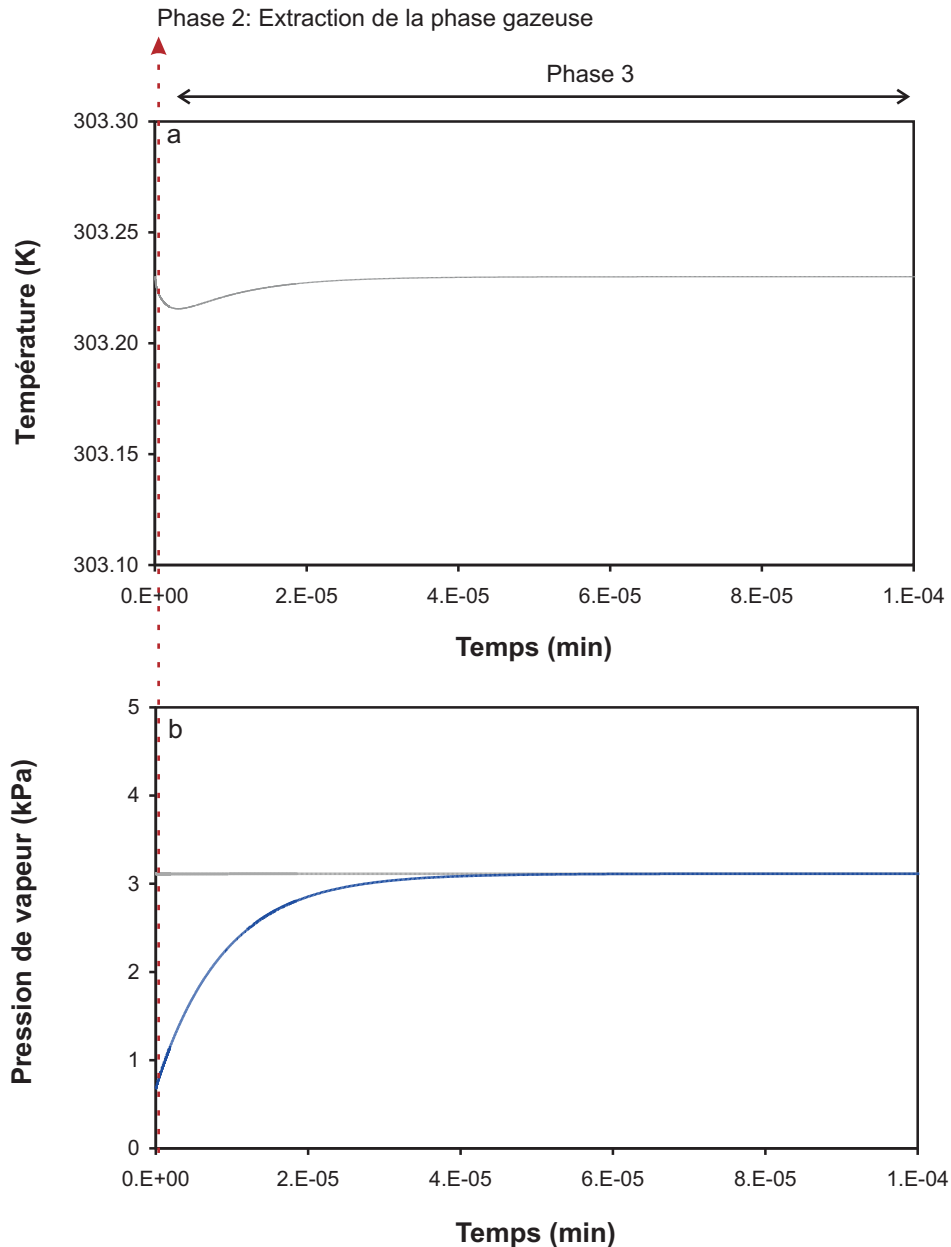 Phase 2: Extraction de la phase gazeuse
Phase 3
a
303.30
303.25
303.20
303.15
303.10
Température (K)
0.E+00 2.E-05 4.E-05 6.E-05 8.E-05 1.E-04
Temps (min)
b
5
4
3
2
1
0
Pression de vapeur (kPa)
0.E+00 2.E-05 4.E-05 6.E-05 8.E-05 1.E-04
Temps (min)